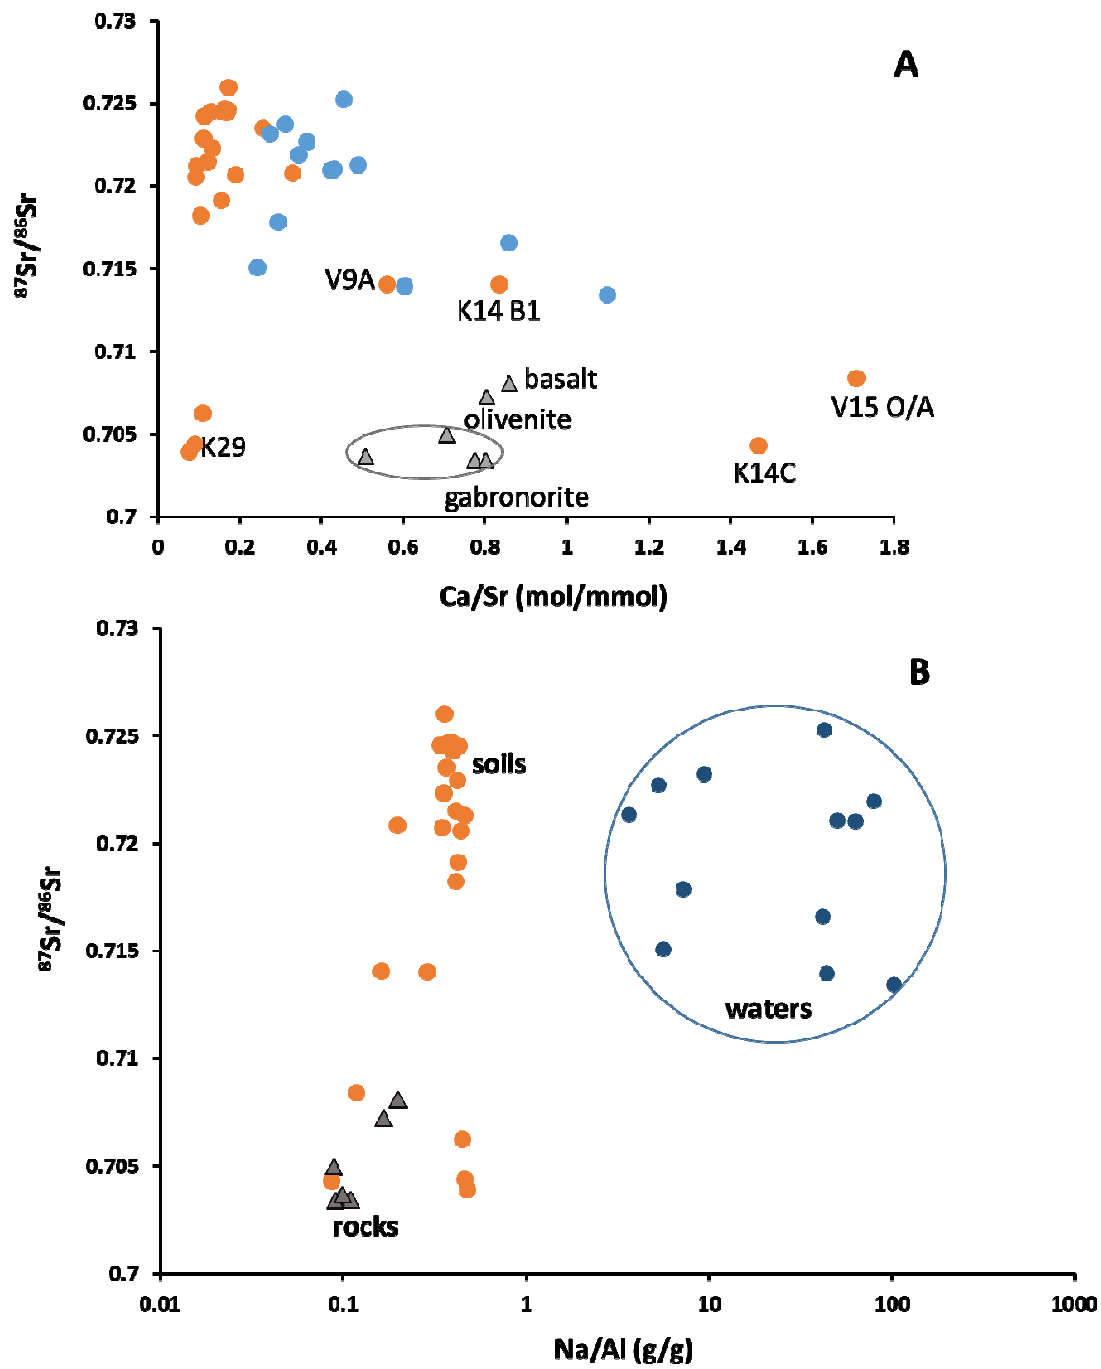 0.73
A
0.725
0.72
0.715
0.71
0.705
0.7
87Sr/86Sr
V9A
K14 B1
basalt
olivenite
V15 O/A
K29
K14C
gabronorite
0 0.2 0.4 0.6 0.8 1 1.2 1.4 1.6 1.8
Ca/Sr (mol/mmol)
0.73
B
0.725
soils
0.72
87Sr/86Sr
0.715
waters
0.71
0.705
rocks
0.7
0.01 0.1 1 10 100 1000
Na/Al (g/g)